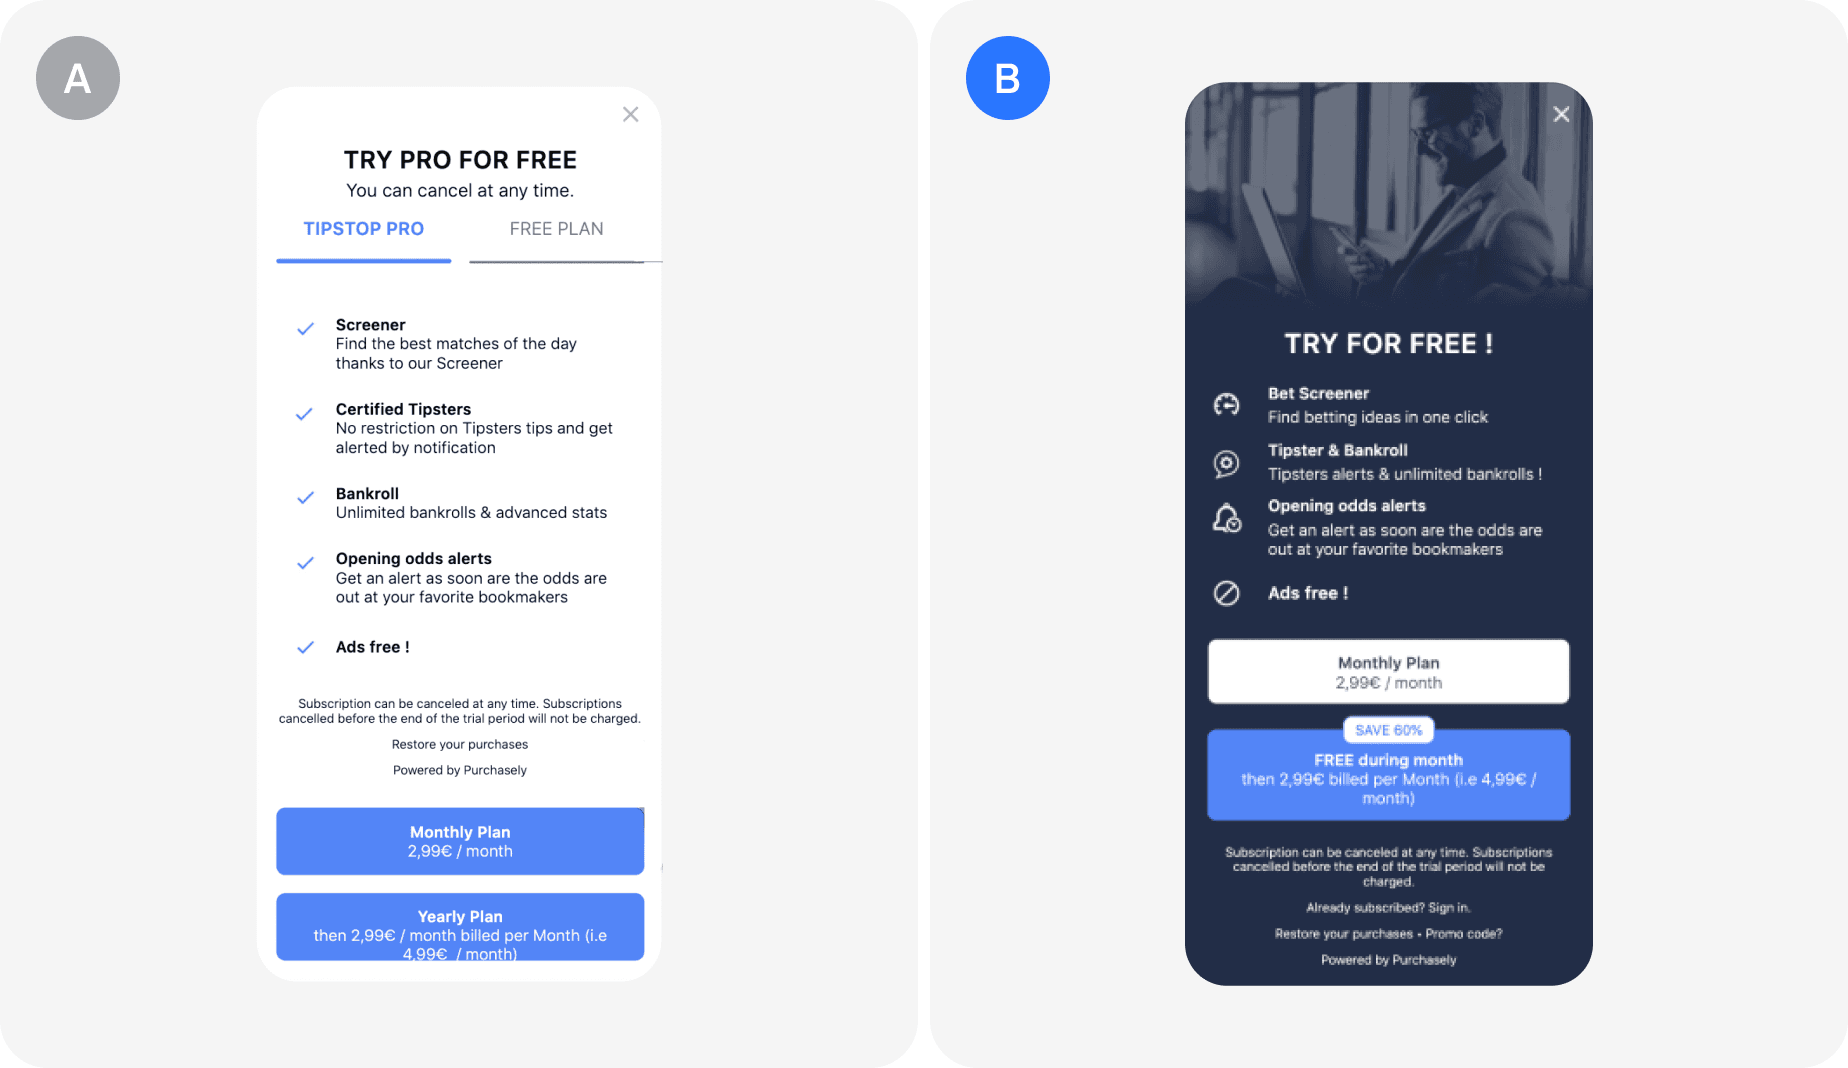 A
TRY PRO FOR FREE
You can cancel at any time.
TIPSTOP PRO
FREE PLAN
Screener
Find the best matches of the day
thanks to our Screener
Certified Tipsters
No restriction on Tipsters tips and get
alerted by notification
Bankroll
Unlimited bankrolls & advanced stats
Opening odds alerts
Get an alert as soon are the odds are
out at your favorite bookmakers
Ads free !
Subscription can be canceled at any time. Subscriptions
cancelled before the end of the trial period will not be charged.
Restore your purchases
Powered by Purchasely
Monthly Plan
2,99€ / month
Yearly Plan
then 2,99€ / month billed per Month (i.e
4,99€ / month)
B
TRY FOR FREE !
Bet Screener
Find betting ideas in one click
Tipster & Bankroll
Tipsters alerts & unlimited bankrolls !
Opening odds alerts
Get an alert as soon are the odds are
out at your favorite bookmakers
Ads free !
Monthly Plan
2,99€ / month
SAVE 60%
FREE during month
then 2,99€ billed per Month (i.e 4,99€ /
month)
Subscription can be canceled at any time. Subscriptions
cancelled before the end of the trial period will not be
charged.
Already subscribed? Sign in.
Restore your purchases • Promo code?
Powered by Purchasely